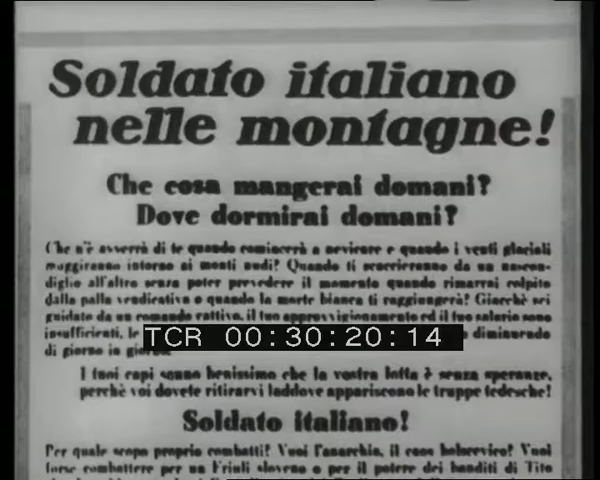 Soldato italiano
nelle montagne!
Che cosa mangerai domani?
Dove dormirai domani?
Che n'è avverrà di te quando comincerà a nevicare e quando i venti glaciali
muggiranno intorno ai monti nudi? Quando ti scacceranno da un nascon-
diglio all'altro senza poter prevedere il momento quando rimarrai colpito
dalla palla vendicativa o quando la morte bianca ti raggiungerà! Giacchè sei
guidato da un comando cattivo, il tuo approvvigionamento ed il tuo salario sono
insufficienti, le
TCR 00:30:20:14
diminuendo
di giorno in giorno.
I tuoi capi sanno benissimo che la vostra lotta è senza speranze,
perchè voi dovete ritirarvi laddove appariscono le truppe tedesche!
Soldato italiano!
Per quale scopo proprio combatti? Vuoi l'anarchia, il caos bolscevico? Vuoi
forse combattere per un Friuli sloveno o per il potere dei banditi di Tito